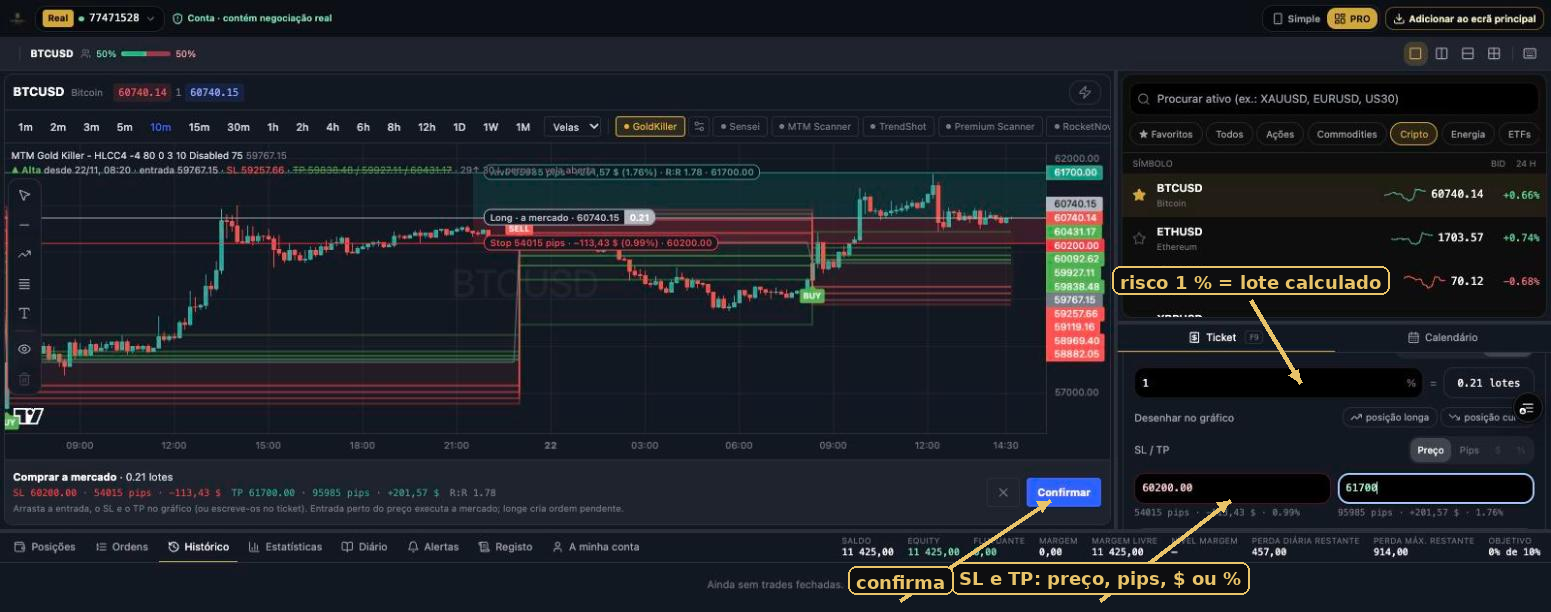 Real 77471528 Conta · contém negociação real Simple PRO Adicionar ao ecrã principal
BTCUSD 50% 50%
BTCUSD Bitcoin 60740.14 1 60740.15
1m 2m 3m 5m 10m 15m 30m 1h 2h 4h 6h 8h 12h 1D 1W 1M Velas GoldKiller Sensei MTM Scanner TrendShot Premium Scanner RocketNov
MTM Gold Killer - HLCC4 -4 80 0 3 10 Disabled 75 59767.15
▲ Alta desde 22/11, 08:20 · entrada 59767.15 · SL 59257.66 · TP 59838.48 / 59927.11 / 60431.17
(1.76%) · R:R 1.78 · 61700.00
Long · a mercado · 60740.15 0.21
SELL
Stop 54015 pips · −113,43 $ (0.99%) · 60200.00
BTCUSD
BUY
62000.00
61700.00
60740.15
60740.14
60431.17
60200.00
60092.62
59927.11
59838.48
59767.15
59257.66
59119.16
58969.40
58882.05
57000.00
09:00 12:00 15:00 18:00 21:00 22 03:00 06:00 09:00 12:00 14:30
Comprar a mercado · 0.21 lotes
SL 60200.00 · 54015 pips · −113,43 $ TP 61700.00 · 95985 pips · +201,57 $ R:R 1.78
Arrasta a entrada, o SL e o TP no gráfico (ou escreve-os no ticket). Entrada perto do preço executa a mercado; longe cria ordem pendente.
Confirmar
Procurar ativo (ex.: XAUUSD, EURUSD, US30)
Favoritos Todos Ações Commodities Cripto Energia ETFs
SÍMBOLO BID 24 H
BTCUSD 60740.14 +0.66%
Bitcoin
ETHUSD 1703.57 +0.74%
Ethereum
70.12 −0.68%
risco 1 % = lote calculado
Ticket F9 Calendário
1 % = 0.21 lotes
Desenhar no gráfico posição longa posição
SL / TP Preço Pips $ %
60200.00 61700
54015 pips · −113,43 $ · 0.99% 95985 pips · +201,57 $ · 1.76%
Posições Ordens Histórico Estatísticas Diário Alertas Registo A minha conta
SALDO EQUITY MARGEM MARGEM LIVRE MARGEM PERDA DIÁRIA RESTANTE PERDA MÁX. RESTANTE OBJETIVO
11 425,00 11 425,00 0,00 0,00 11 425,00 — 457,00 914,00 0% de 10%
Ainda sem trades fechadas.
confirma
SL e TP: preço, pips, $ ou %